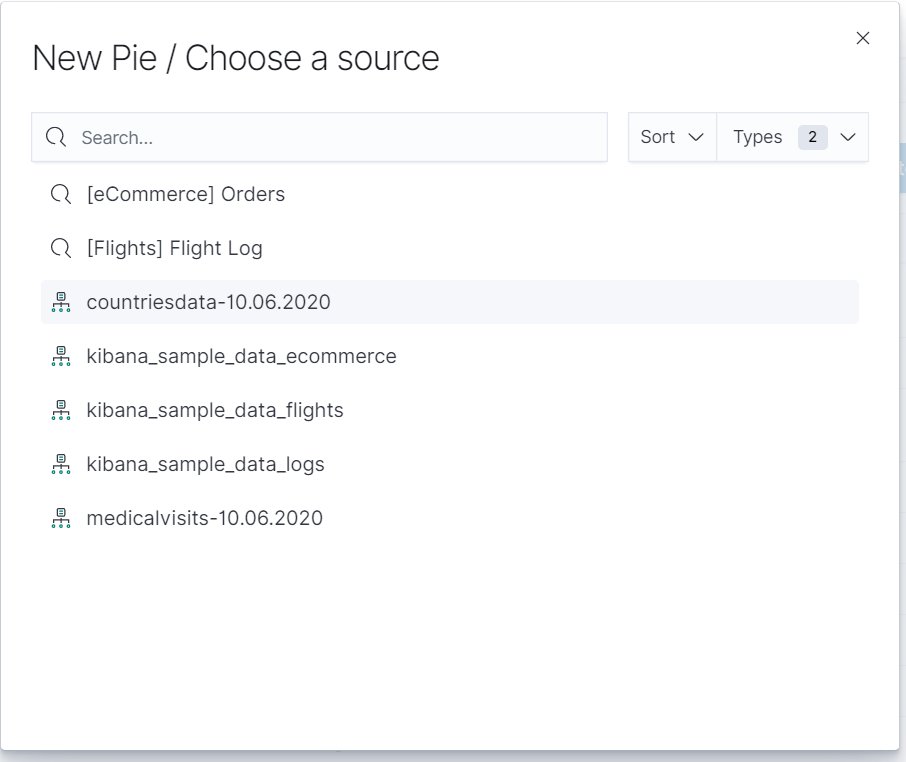 New Pie / Choose a source
Search...
Sort
Types 2
[eCommerce] Orders
[Flights] Flight Log
countriesdata-10.06.2020
kibana_sample_data_ecommerce
kibana_sample_data_flights
kibana_sample_data_logs
medicalvisits-10.06.2020